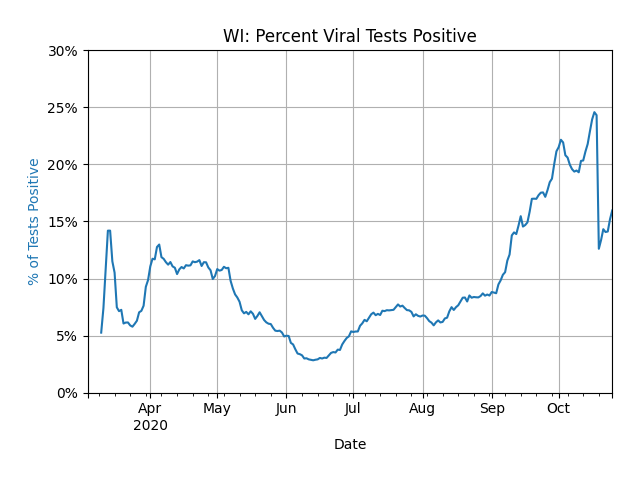 WI: Percent Viral Tests Positive
30%
25%
20%
15%
10%
5%
0%
% of Tests Positive
Apr May Jun Jul Aug Sep Oct
2020
Date